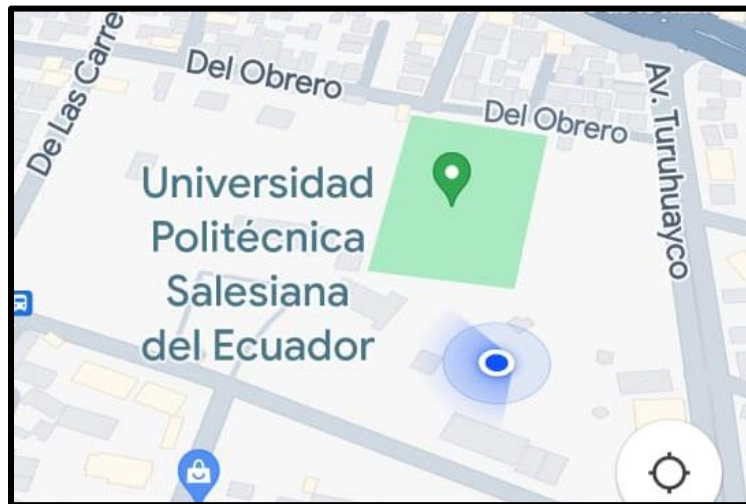 De Las Carre
Del Obrero
Del Obrero
Av. Turuhuayco
Universidad
Politécnica
Salesiana
del Ecuador